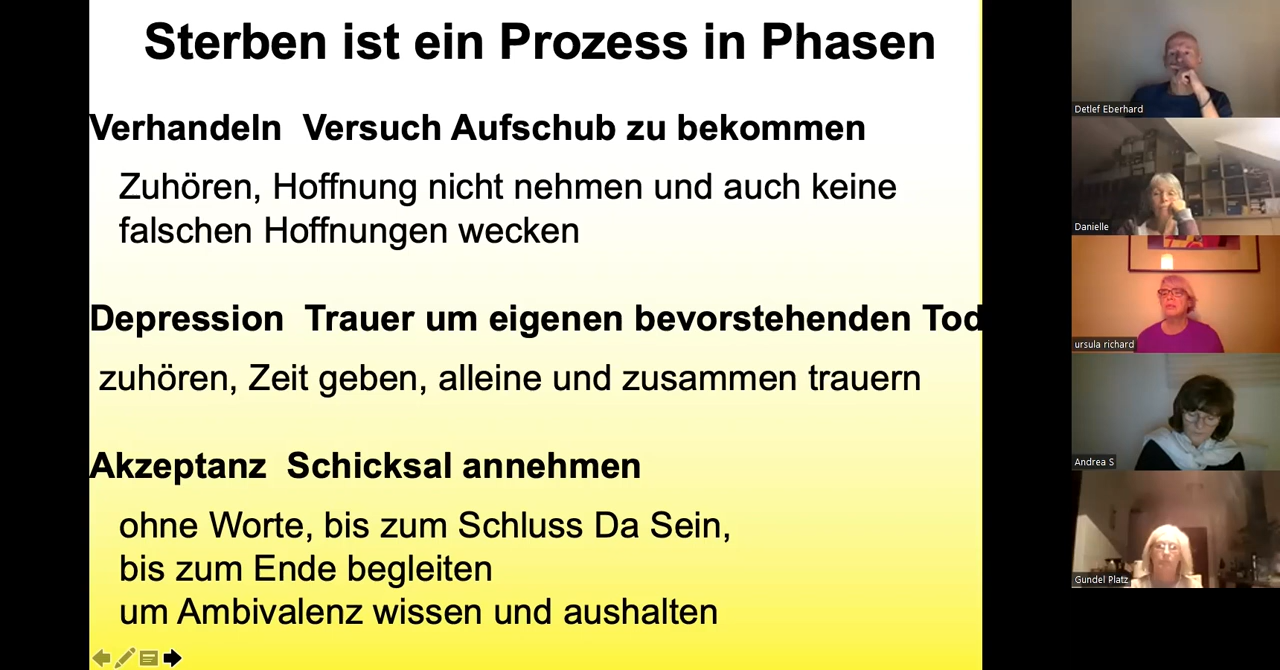 Sterben ist ein Prozess in Phasen
Verhandeln  Versuch Aufschub zu bekommen
Zuhören, Hoffnung nicht nehmen und auch keine
falschen Hoffnungen wecken
Depression  Trauer um eigenen bevorstehenden Tod
zuhören, Zeit geben, alleine und zusammen trauern
Akzeptanz  Schicksal annehmen
ohne Worte, bis zum Schluss Da Sein,
bis zum Ende begleiten
um Ambivalenz wissen und aushalten
Detlef Eberhard
Danielle
ursula richard
Andrea S
Gundel Platz